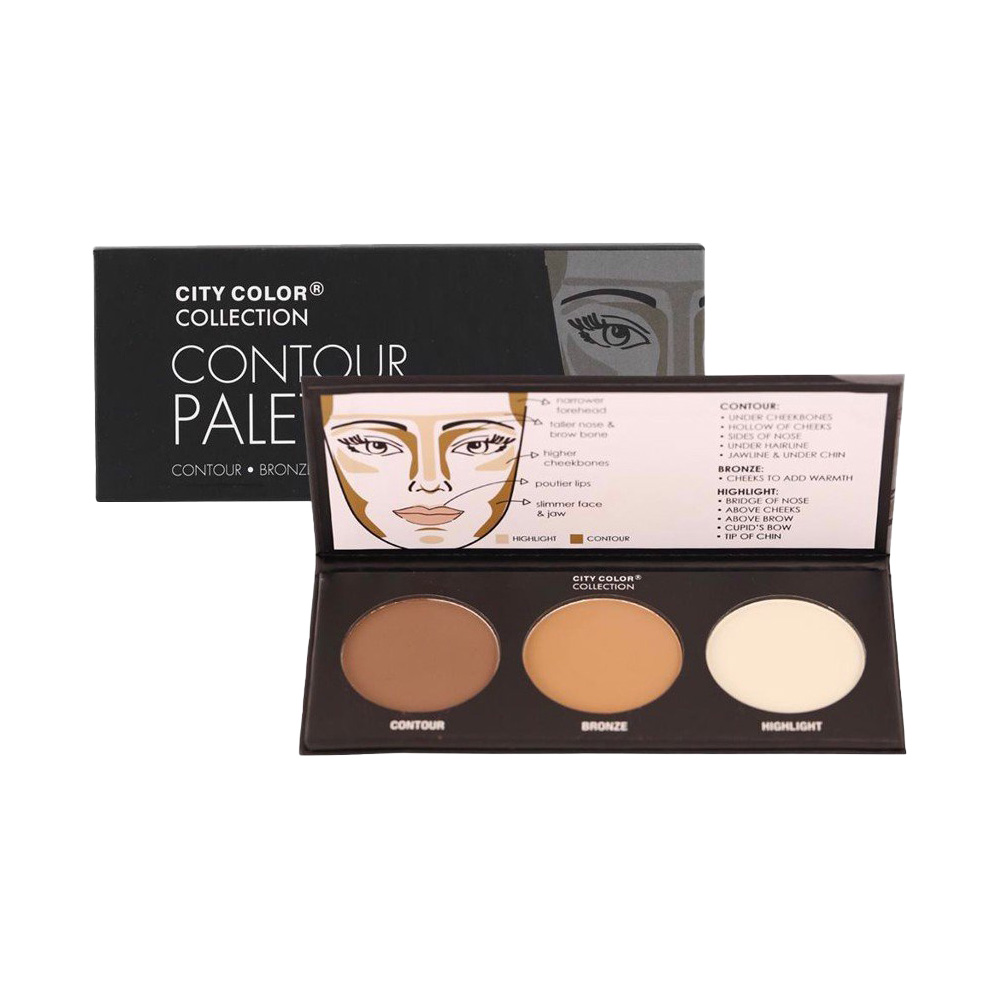 CITY COLOR®
COLLECTION
CONTOUR
PALE
CONTOUR • BRONZE
narrower
forehead
taller nose &
brow bone
higher
cheekbones
poutier lips
slimmer face
& jaw
HIGHLIGHT
CONTOUR
CONTOUR:
• UNDER CHEEKBONES
• HOLLOW OF CHEEKS
• SIDES OF NOSE
• UNDER HAIRLINE
• JAWLINE & UNDER CHIN
BRONZE:
• CHEEKS TO ADD WARMTH
HIGHLIGHT:
• BRIDGE OF NOSE
• ABOVE CHEEKS
• ABOVE BROW
• CUPID'S BOW
• TIP OF CHIN
CITY COLOR®
COLLECTION
CONTOUR
BRONZE
HIGHLIGHT